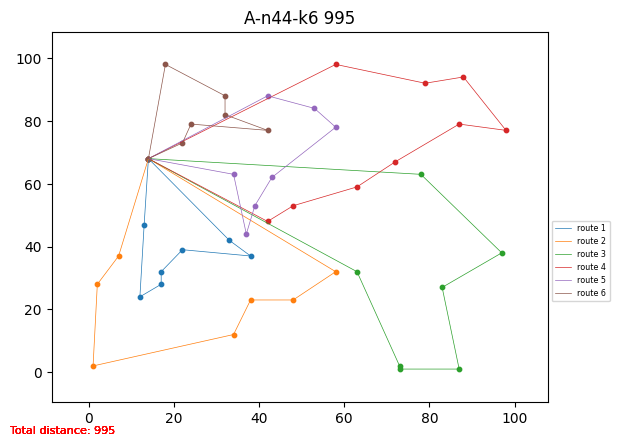 A-n44-k6 995
100
80
60
40
20
0
0 20 40 60 80 100
route 1
route 2
route 3
route 4
route 5
route 6
Total distance: 995